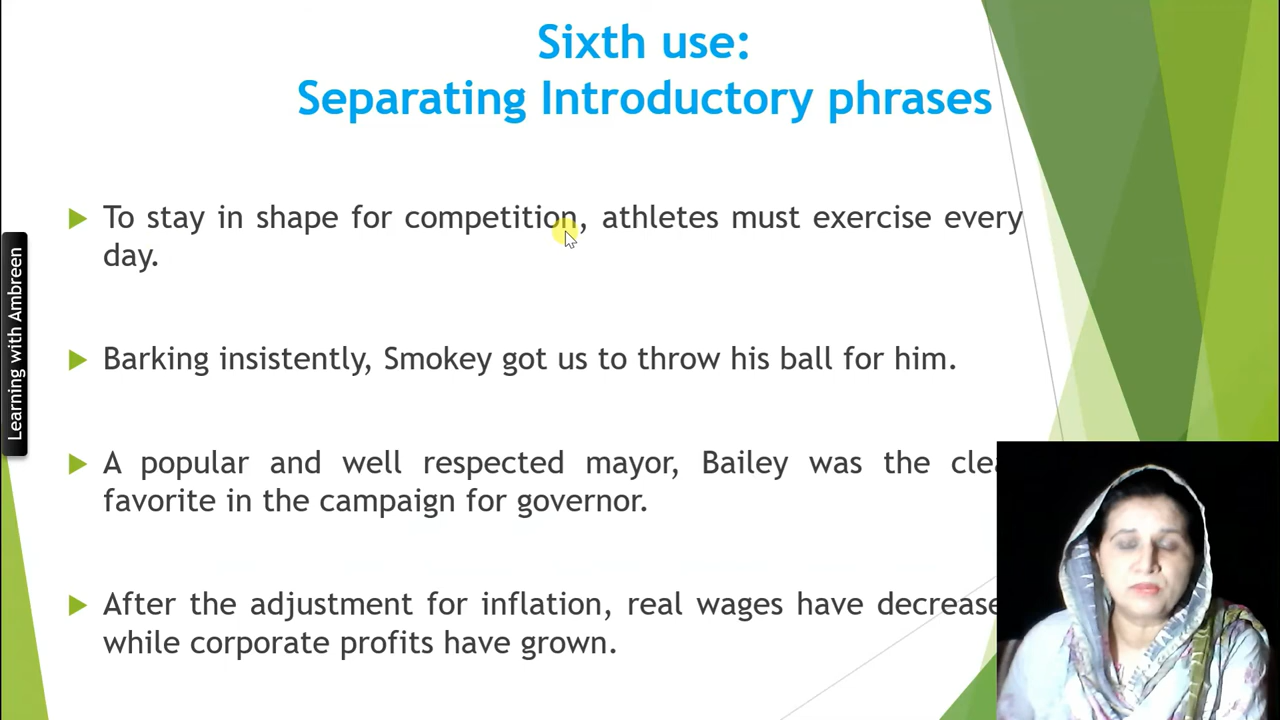 Sixth use:
Separating Introductory phrases
To stay in shape for competition, athletes must exercise every
day.
Barking insistently, Smokey got us to throw his ball for him.
A popular and well respected mayor, Bailey was the
favorite in the campaign for governor.
After the adjustment for inflation, real wages have
while corporate profits have grown.
Learning with Ambreen